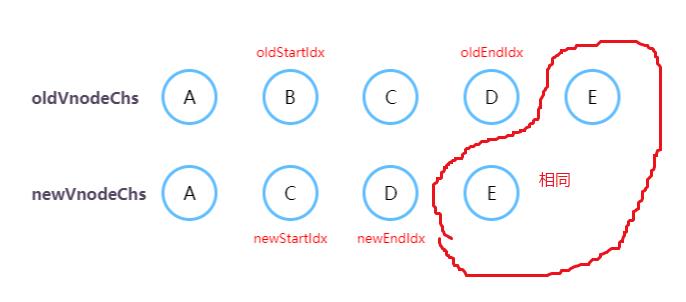 oldStartIdx oldEndIdx
oldVnodeChs A B C D E
newVnodeChs A C D E 相同
newStartIdx newEndIdx